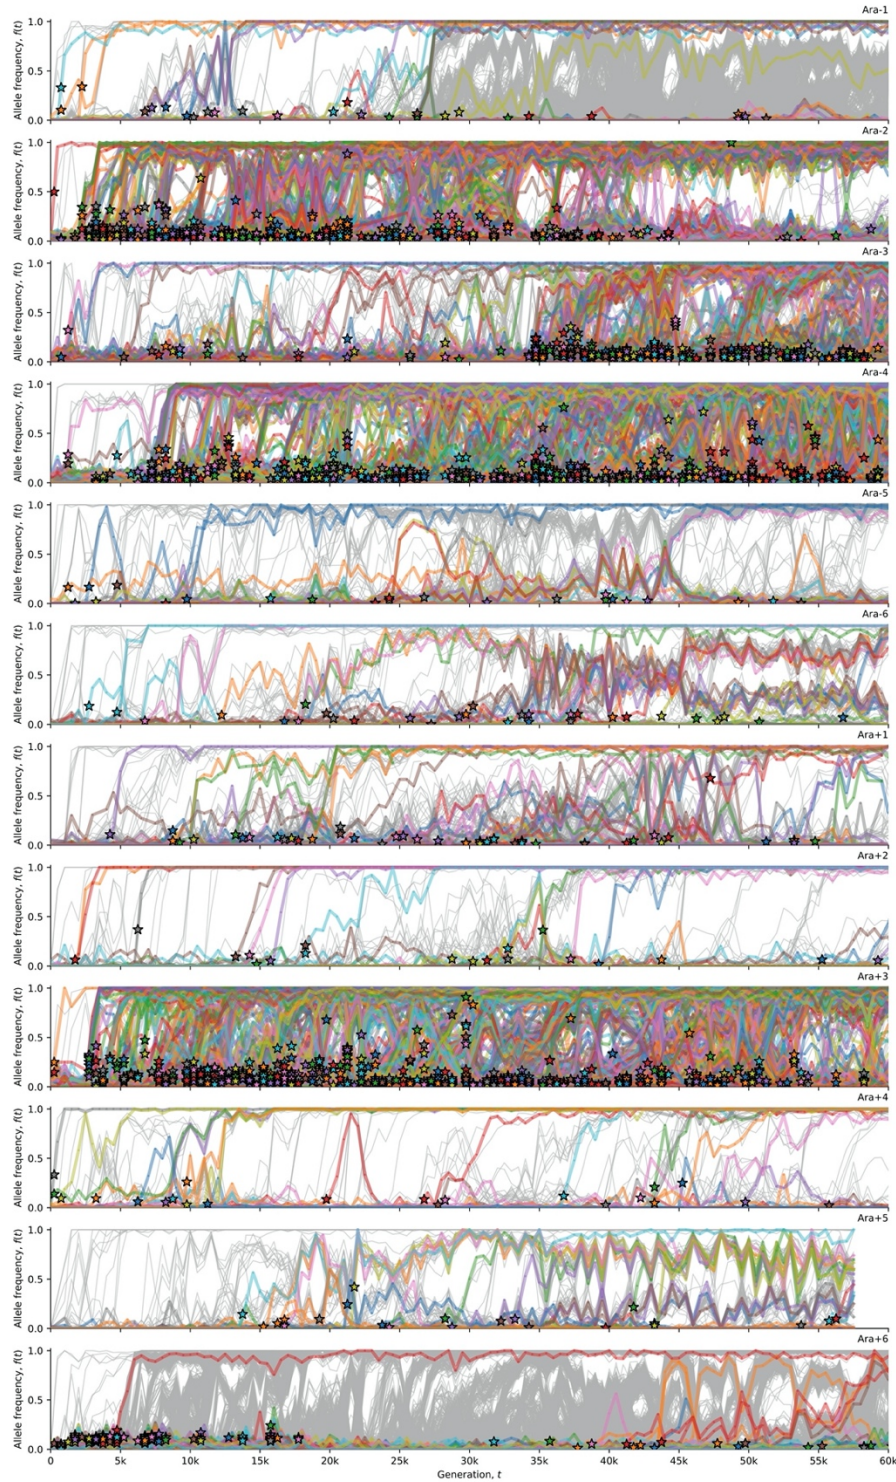 Ara-1
Allele frequency, f(t)
1.0
0.5
0.0
Ara-2
Allele frequency, f(t)
1.0
0.5
0.0
Ara-3
Allele frequency, f(t)
1.0
0.5
0.0
Ara-4
Allele frequency, f(t)
1.0
0.5
0.0
Ara-5
Allele frequency, f(t)
1.0
0.5
0.0
Ara-6
Allele frequency, f(t)
1.0
0.5
0.0
Ara+1
Allele frequency, f(t)
1.0
0.5
0.0
Ara+2
Allele frequency, f(t)
1.0
0.5
0.0
Ara+3
Allele frequency, f(t)
1.0
0.5
0.0
Ara+4
Allele frequency, f(t)
1.0
0.5
0.0
Ara+5
Allele frequency, f(t)
1.0
0.5
0.0
Ara+6
Allele frequency, f(t)
1.0
0.5
0.0
0 5k 10k 15k 20k 25k 30k 35k 40k 45k 50k 55k
Generation, t